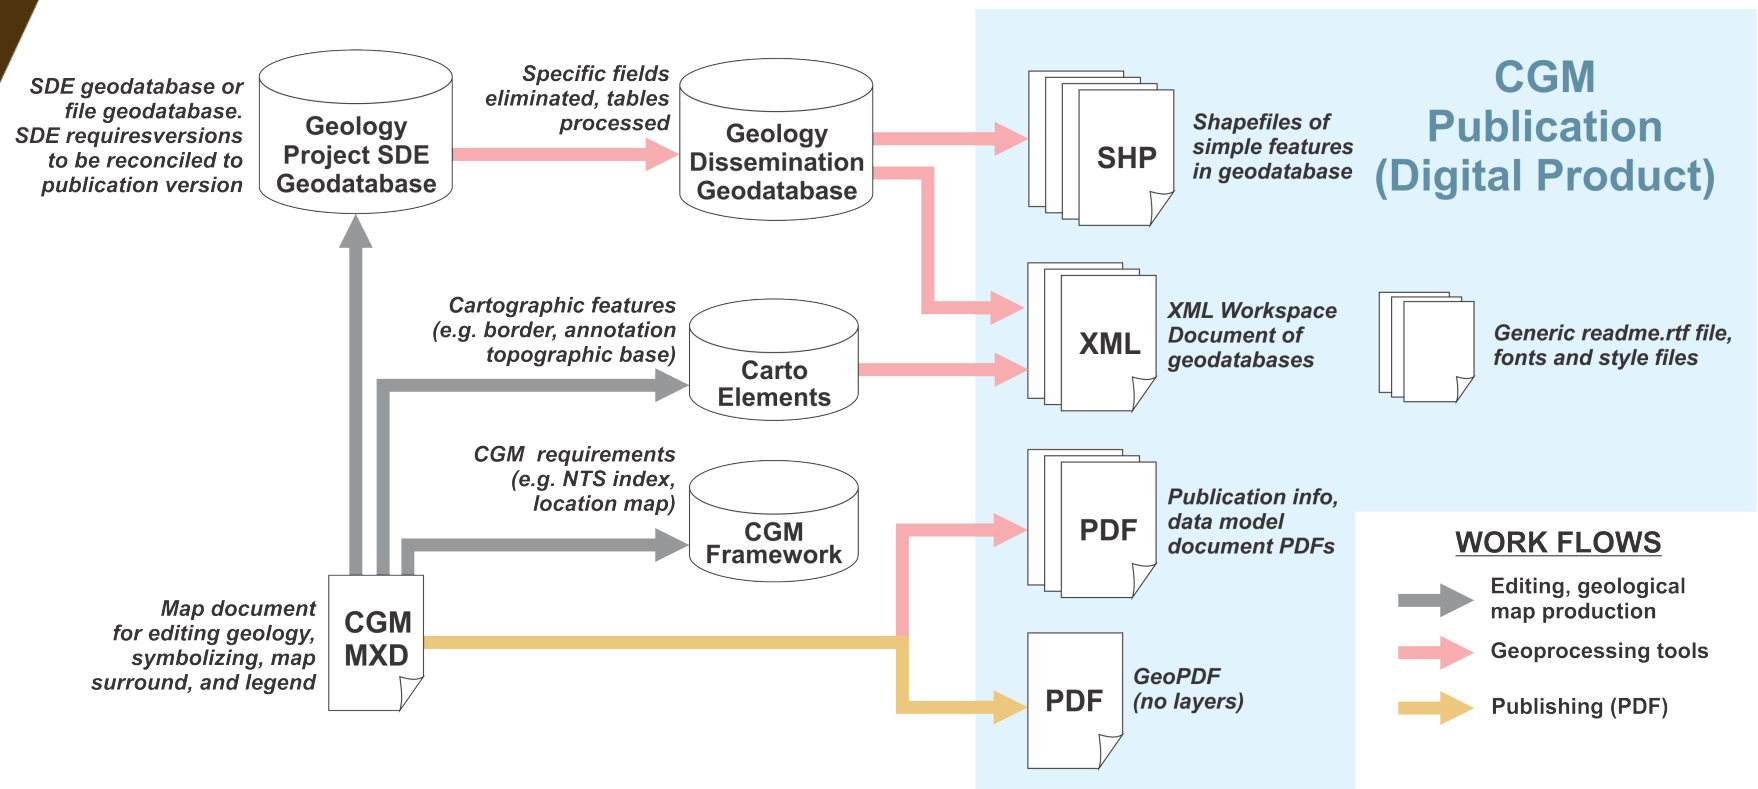 SDE geodatabase or
file geodatabase.
SDE requiresversions
to be reconciled to
publication version
Geology
Project SDE
Geodatabase
Specific fields
eliminated, tables
processed
Geology
Dissemination
Geodatabase
SHP
Shapefiles of
simple features
in geodatabase
CGM
Publication
(Digital Product)
Cartographic features
(e.g. border, annotation
topographic base)
Carto
Elements
XML
XML Workspace
Document of
geodatabases
Generic readme.rtf file,
fonts and style files
CGM requirements
(e.g. NTS index,
location map)
CGM
Framework
PDF
Publication info,
data model
document PDFs
Map document
for editing geology,
symbolizing, map
surround, and legend
CGM
MXD
PDF
GeoPDF
(no layers)
WORK FLOWS
Editing, geological
map production
Geoprocessing tools
Publishing (PDF)